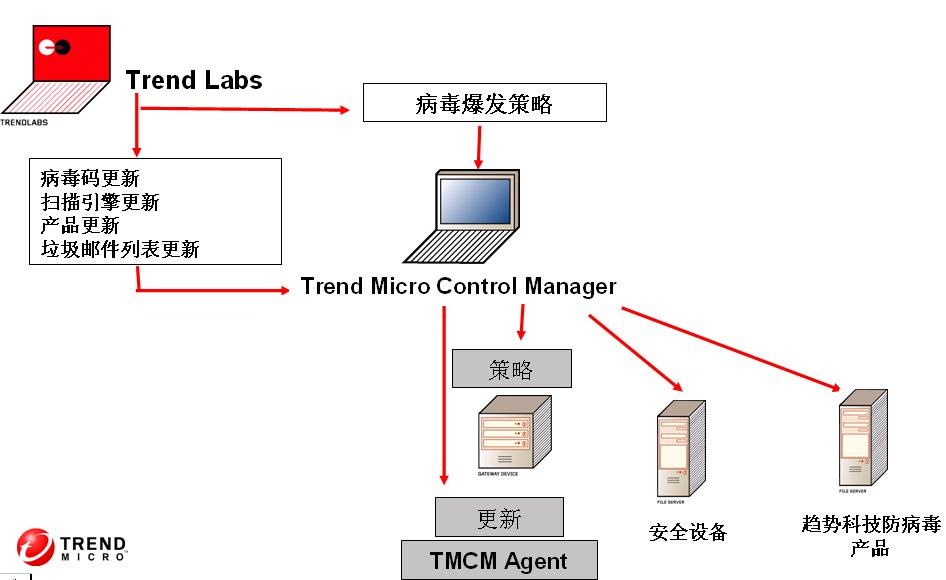 Trend Labs
TRENDLABS
病毒爆发策略
病毒码更新
扫描引擎更新
产品更新
垃圾邮件列表更新
Trend Micro Control Manager
策略
GATEWAY DEVICE
FILE SERVER
FILE SERVER
更新
TMCM Agent
安全设备
趋势科技防病毒
产品
TREND
MICRO